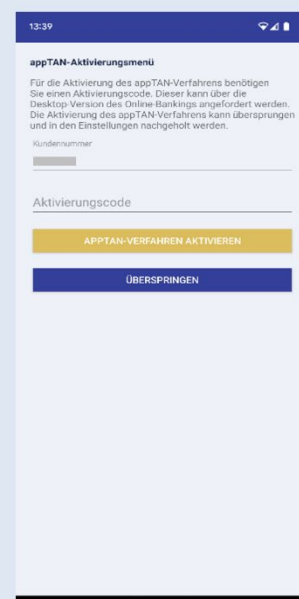 13:39
appTAN-Aktivierungsmenü
Für die Aktivierung des appTAN-Verfahrens benötigen
Sie einen Aktivierungscode. Dieser kann über die
Desktop-Version des Online-Bankings angefordert werden.
Die Aktivierung des appTAN-Verfahrens kann übersprungen
und in den Einstellungen nachgeholt werden.
Kundennummer
Aktivierungscode
APPTAN-VERFAHREN AKTIVIEREN
ÜBERSPRINGEN